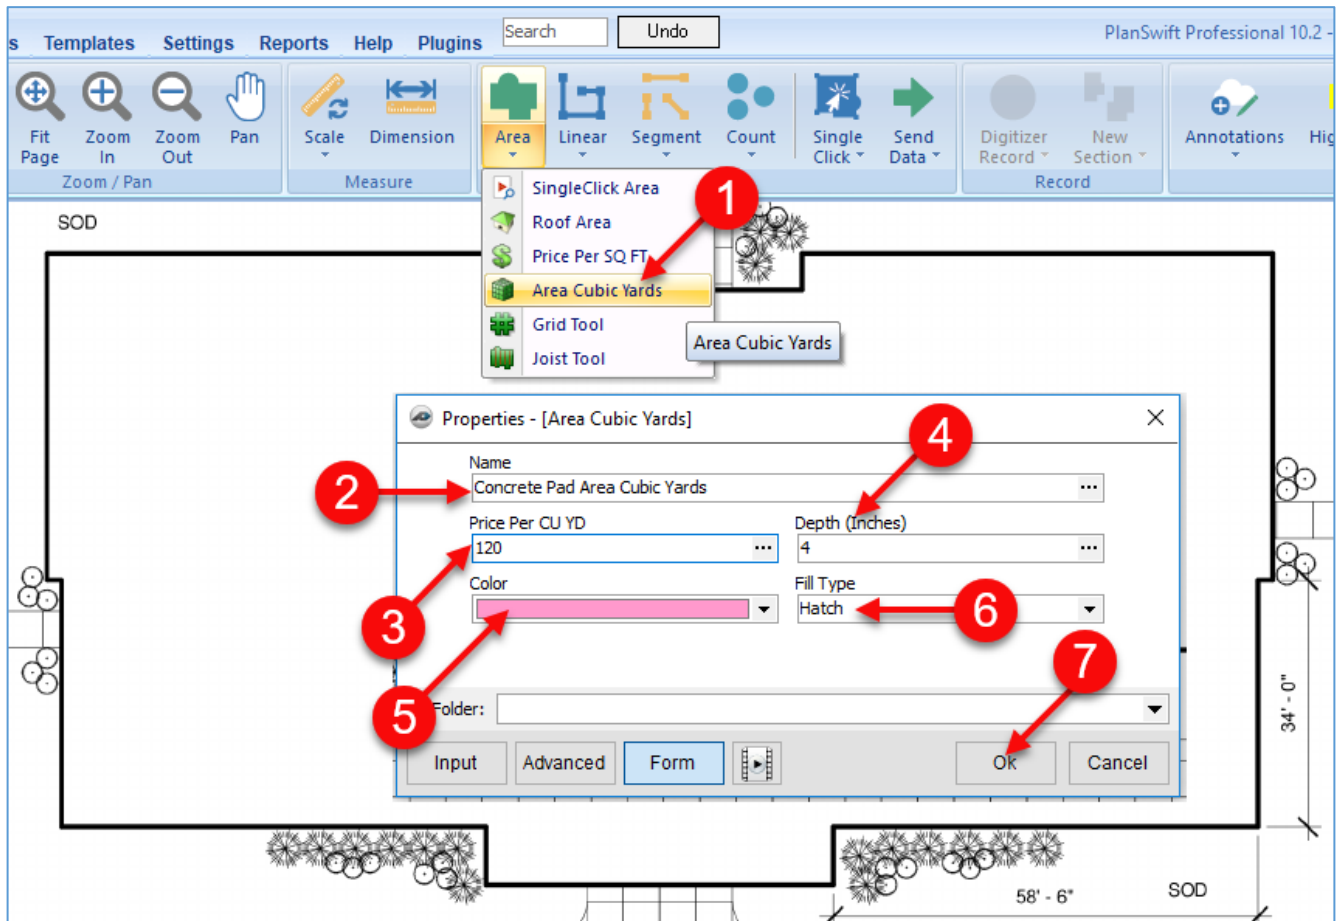 Search
Undo
PlanSwift Professional 10.2 -
s Templates Settings Reports Help Plugins
Fit Page
Zoom In
Zoom Out
Pan
Scale
Dimension
Area
Linear
Segment
Count
Single Click
Send Data
Digitizer Record
New Section
Annotations
Hig
Zoom / Pan
Measure
Record
SOD
SingleClick Area
1
Roof Area
Price Per SQ FT
Area Cubic Yards
Grid Tool
Area Cubic Yards
Joist Tool
Properties - [Area Cubic Yards]
4
Name
2
Concrete Pad Area Cubic Yards
...
Price Per CU YD
Depth (Inches)
120
...
4
...
Color
Fill Type
3
Hatch
6
7
5
Folder:
34' - 0"
Input
Advanced
Form
Ok
Cancel
58' - 6"
SOD